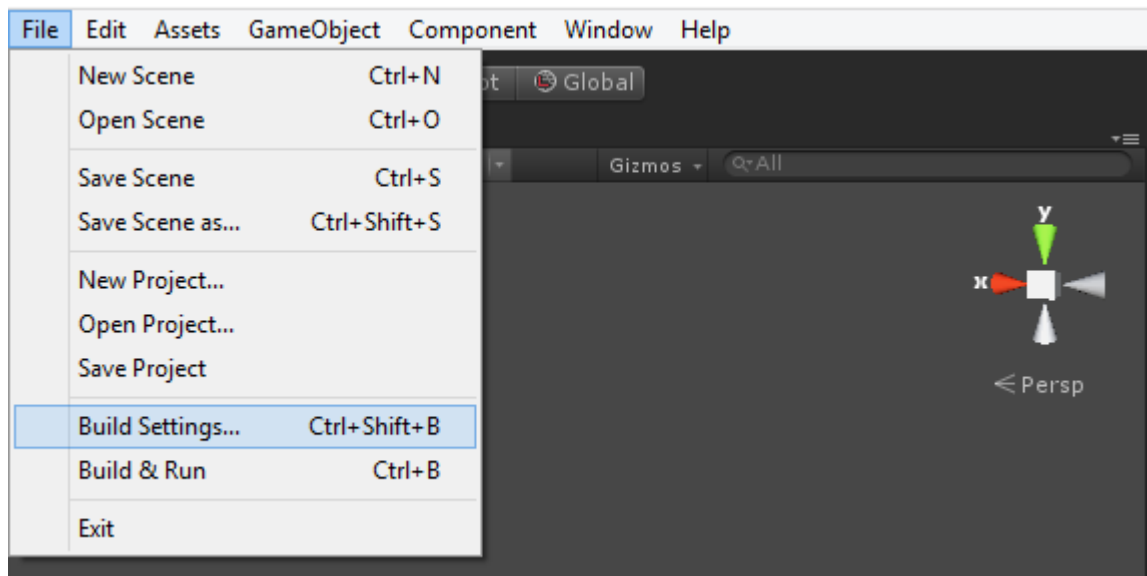 File Edit Assets GameObject Component Window Help
New Scene Ctrl+N
Open Scene Ctrl+O
Save Scene Ctrl+S
Save Scene as... Ctrl+Shift+S
New Project...
Open Project...
Save Project
Build Settings... Ctrl+Shift+B
Build & Run Ctrl+B
Exit
Global
Gizmos All
y
x
Persp